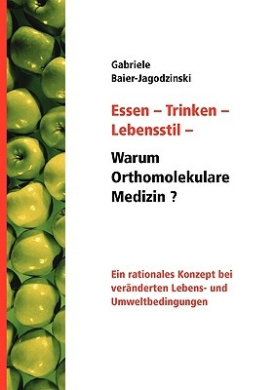 Gabriele
Baier-Jagodzinski
Essen – Trinken –
Lebensstil –
Warum
Orthomolekulare
Medizin ?
Ein rationales Konzept bei
veränderten Lebens- und
Umweltbedingungen